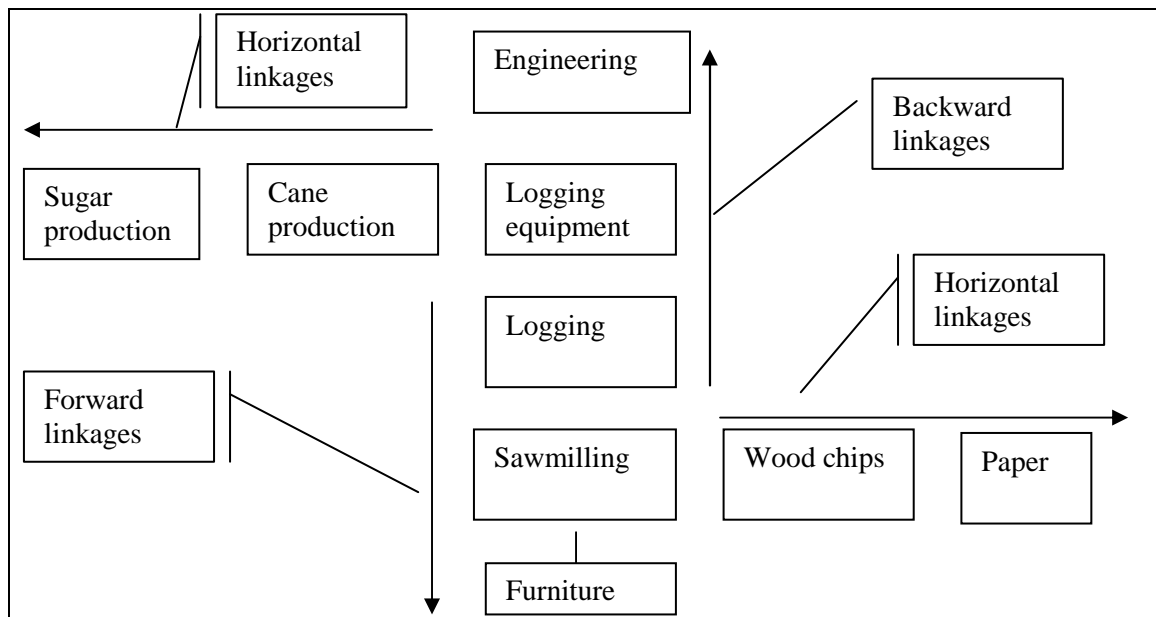 Horizontal
linkages
Engineering
Backward
linkages
Sugar
production
Cane
production
Logging
equipment
Horizontal
linkages
Logging
Forward
linkages
Sawmilling
Wood chips
Paper
Furniture